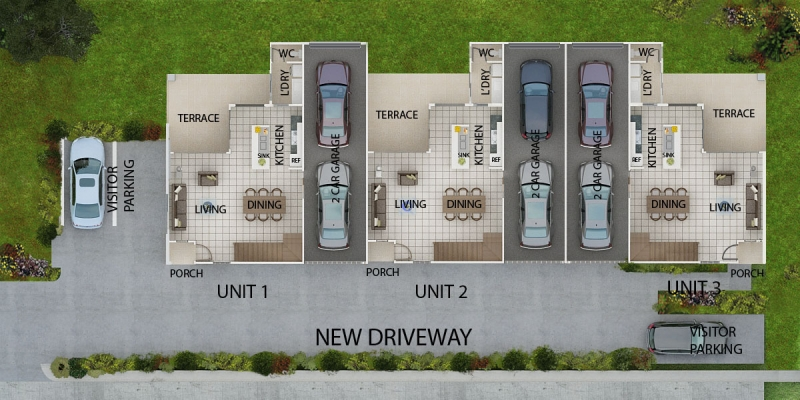 WC
L'DRY
TERRACE
KITCHEN
SINK
REF
2 CAR GARAGE
LIVING
DINING
PORCH
UNIT 1
WC
L'DRY
TERRACE
KITCHEN
SINK
REF
2 CAR GARAGE
LIVING
DINING
PORCH
UNIT 2
WC
L'DRY
TERRACE
KITCHEN
SINK
REF
2 CAR GARAGE
LIVING
DINING
PORCH
UNIT 3
VISITOR
PARKING
NEW DRIVEWAY
VISITOR
PARKING